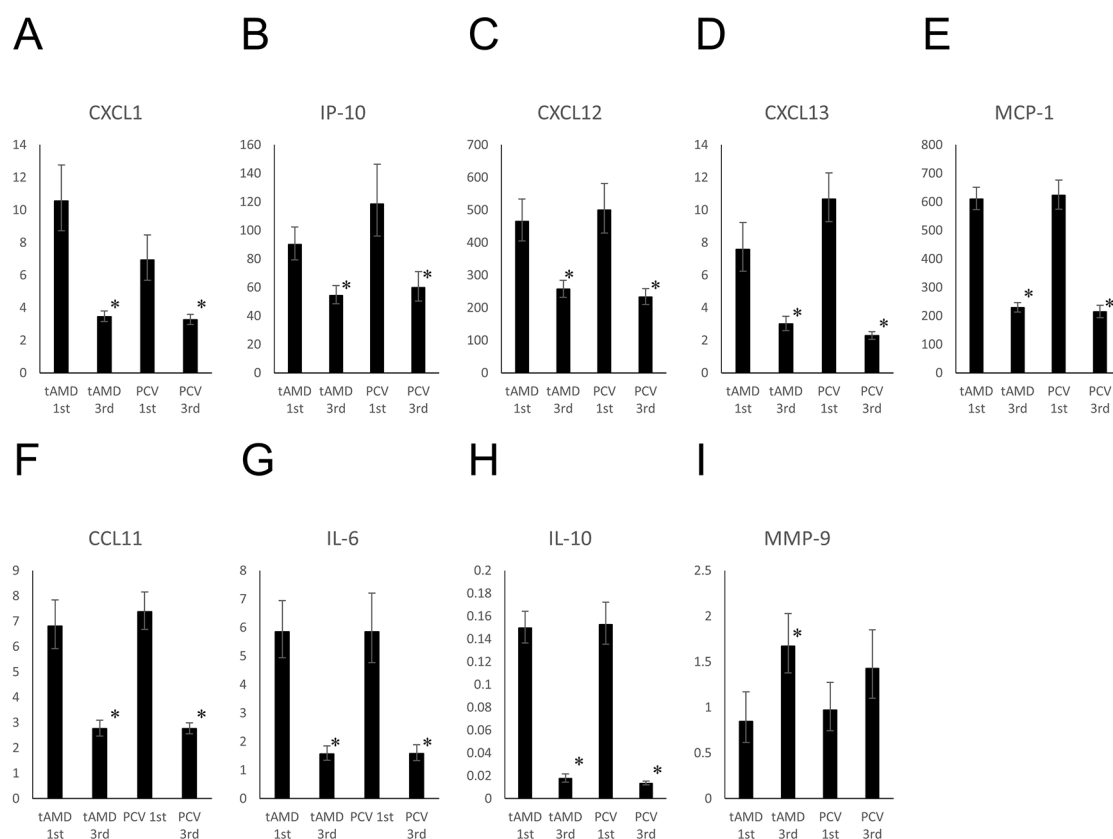 A
B
C
D
E
CXCL1
IP-10
CXCL12
CXCL13
MCP-1
14
12
10
8
6
4
2
0
tAMD 1st
tAMD 3rd
PCV 1st
PCV 3rd
*
*
160
140
120
100
80
60
40
20
0
tAMD 1st
tAMD 3rd
PCV 1st
PCV 3rd
*
*
700
600
500
400
300
200
100
0
tAMD 1st
tAMD 3rd
PCV 1st
PCV 3rd
*
*
14
12
10
8
6
4
2
0
tAMD 1st
tAMD 3rd
PCV 1st
PCV 3rd
*
*
800
700
600
500
400
300
200
100
0
tAMD 1st
tAMD 3rd
PCV 1st
PCV 3rd
*
*
F
G
H
I
CCL11
IL-6
IL-10
MMP-9
9
8
7
6
5
4
3
2
1
0
tAMD 1st
tAMD 3rd
PCV 1st
PCV 3rd
*
*
8
7
6
5
4
3
2
1
0
tAMD 1st
tAMD 3rd
PCV 1st
PCV 3rd
*
*
0.2
0.18
0.16
0.14
0.12
0.1
0.08
0.06
0.04
0.02
0
tAMD 1st
tAMD 3rd
PCV 1st
PCV 3rd
*
*
2.5
2
1.5
1
0.5
0
tAMD 1st
tAMD 3rd
PCV 1st
PCV 3rd
*